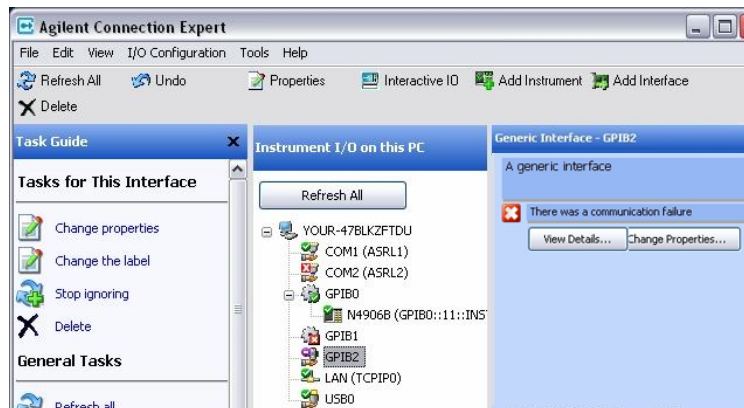 Agilent Connection Expert
File Edit View I/O Configuration Tools Help
Refresh All Undo Properties Interactive IO Add Instrument Add Interface
Delete
Task Guide
Tasks for This Interface
Change properties
Change the label
Stop ignoring
Delete
General Tasks
Refresh all
Instrument I/O on this PC
Refresh All
YOUR-47BLKZFTDU
COM1 (ASRL1)
COM2 (ASRL2)
GPIB0
N4906B (GPIB0::11::INS
GPIB1
GPIB2
LAN (TCPIP0)
USB0
Generic Interface - GPIB2
A generic interface
There was a communication failure
View Details... Change Properties...